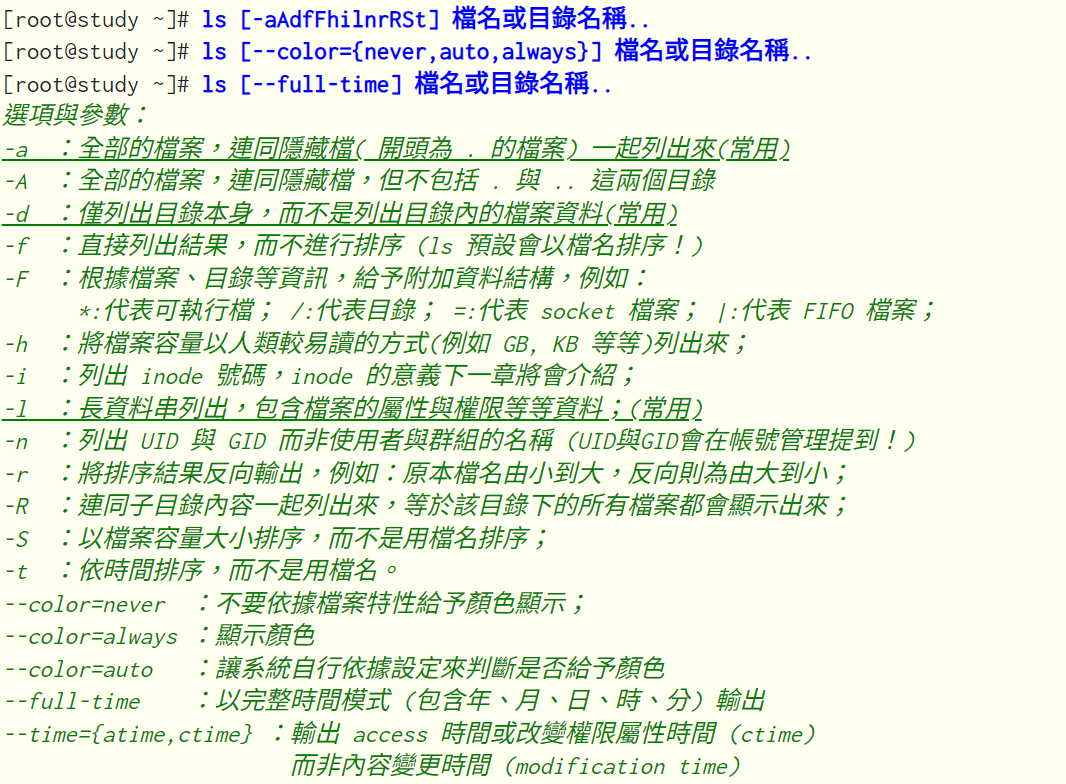 [root@study ~]# ls [-aAdfFhilnrRSt] 檔名或目錄名稱..
[root@study ~]# ls [--color={never,auto,always}] 檔名或目錄名稱..
[root@study ~]# ls [--full-time] 檔名或目錄名稱..
選項與參數：
-a ：全部的檔案，連同隱藏檔( 開頭為 . 的檔案) 一起列出來(常用)
-A ：全部的檔案，連同隱藏檔，但不包括 . 與 .. 這兩個目錄
-d ：僅列出目錄本身，而不是列出目錄內的檔案資料(常用)
-f ：直接列出結果，而不進行排序 (ls 預設會以檔名排序！)
-F ：根據檔案、目錄等資訊，給予附加資料結構，例如：
*:代表可執行檔； /:代表目錄； =:代表 socket 檔案； |:代表 FIFO 檔案；
-h ：將檔案容量以人類較易讀的方式(例如 GB, KB 等等)列出來；
-i ：列出 inode 號碼，inode 的意義下一章將會介紹；
-l ：長資料串列出，包含檔案的屬性與權限等等資料；(常用)
-n ：列出 UID 與 GID 而非使用者與群組的名稱 (UID與GID會在帳號管理提到！)
-r ：將排序結果反向輸出，例如：原本檔名由小到大，反向則為由大到小；
-R ：連同子目錄內容一起列出來，等於該目錄下的所有檔案都會顯示出來；
-S ：以檔案容量大小排序，而不是用檔名排序；
-t ：依時間排序，而不是用檔名。
--color=never ：不要依據檔案特性給予顏色顯示；
--color=always ：顯示顏色
--color=auto ：讓系統自行依據設定來判斷是否給予顏色
--full-time ：以完整時間模式 (包含年、月、日、時、分) 輸出
--time={atime,ctime} ：輸出 access 時間或改變權限屬性時間 (ctime)
而非內容變更時間 (modification time)